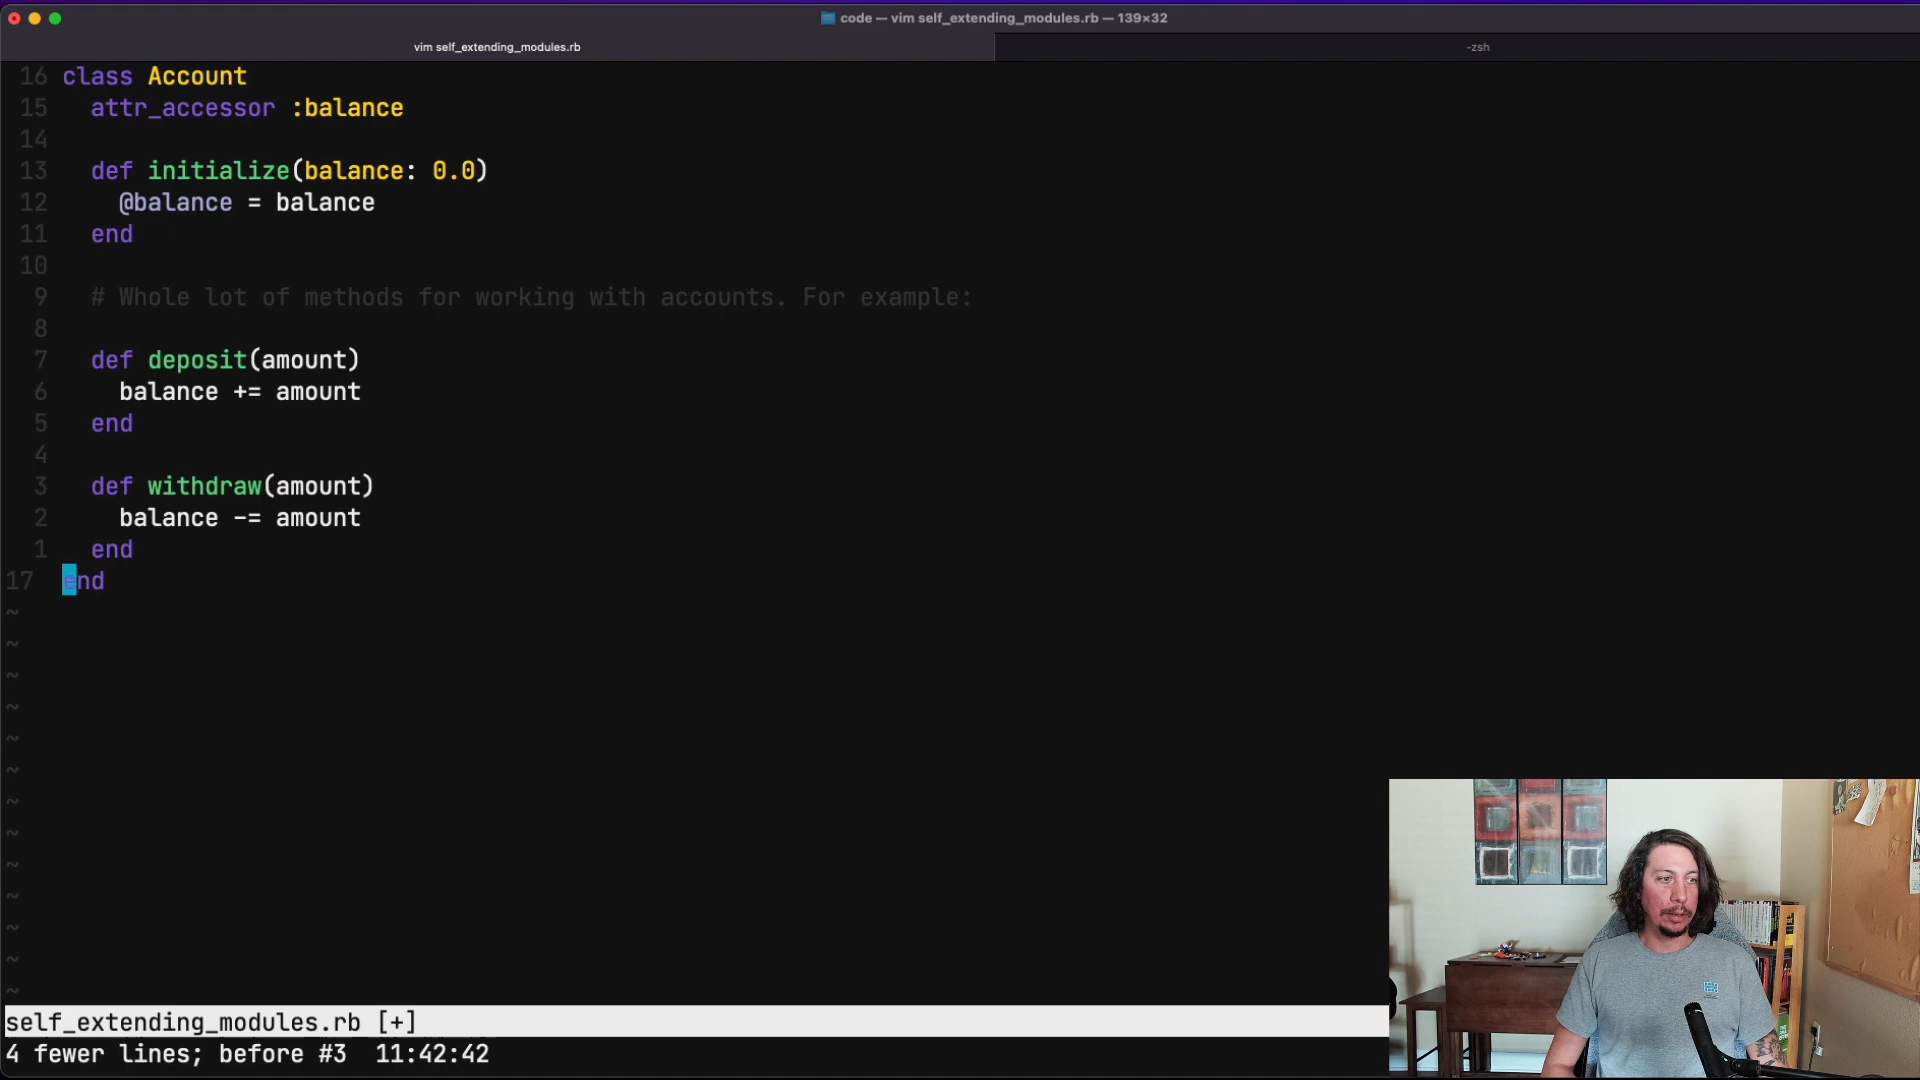 code — vim self_extending_modules.rb — 139×32
vim self_extending_modules.rb
-zsh
16 class Account
15 attr_accessor :balance
14
13 def initialize(balance: 0.0)
12 @balance = balance
11 end
10
9 # Whole lot of methods for working with accounts. For example:
8
7 def deposit(amount)
6 balance += amount
5 end
4
3 def withdraw(amount)
2 balance -= amount
1 end
17 end
~
~
~
~
~
~
~
~
~
~
~
~
~
self_extending_modules.rb [+]
4 fewer lines; before #3 11:42:42